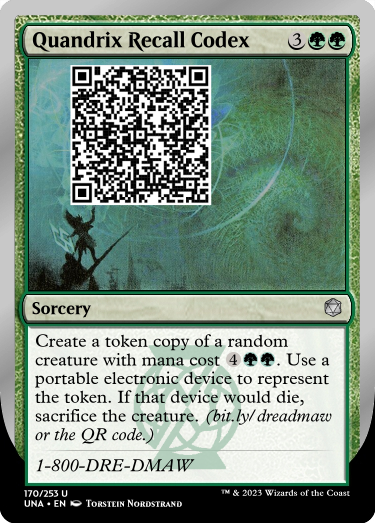 Quandrix Recall Codex 3
Sorcery
Create a token copy of a random
creature with mana cost 4. Use a
portable electronic device to represent
the token. If that device would die,
sacrifice the creature. (bit.ly/dreadmaw
or the QR code.)
1-800-DRE-DMAW
170/253 U
UNA • EN Torstein Nordstrand
™ & 2023 Wizards of the Coast